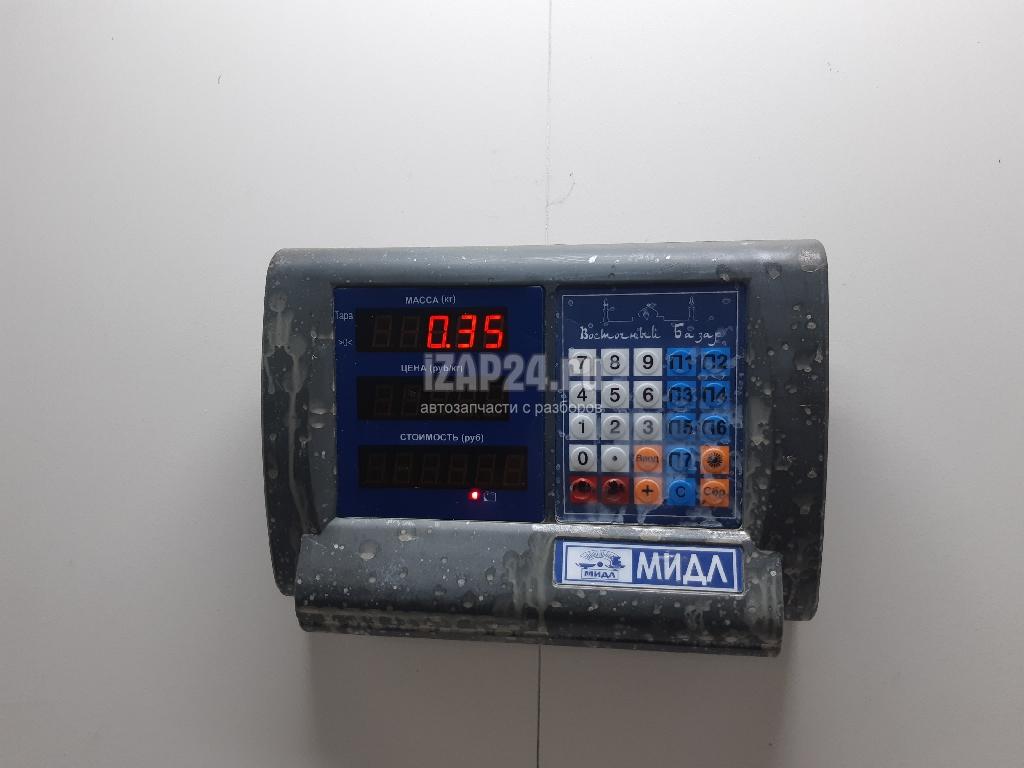 МАССА (кг)
Тара
0.35
>0<
ЦЕНА (руб/кг)
СТОИМОСТЬ (руб)
Восточный Базар
7 8 9 П1 П2
4 5 6 П3 П4
1 2 3 П5 П6
0 . Ввод П7 *
+ С Сбр
МИДЛ
МИДЛ
iZAP24.ru
автозапчасти с разборов